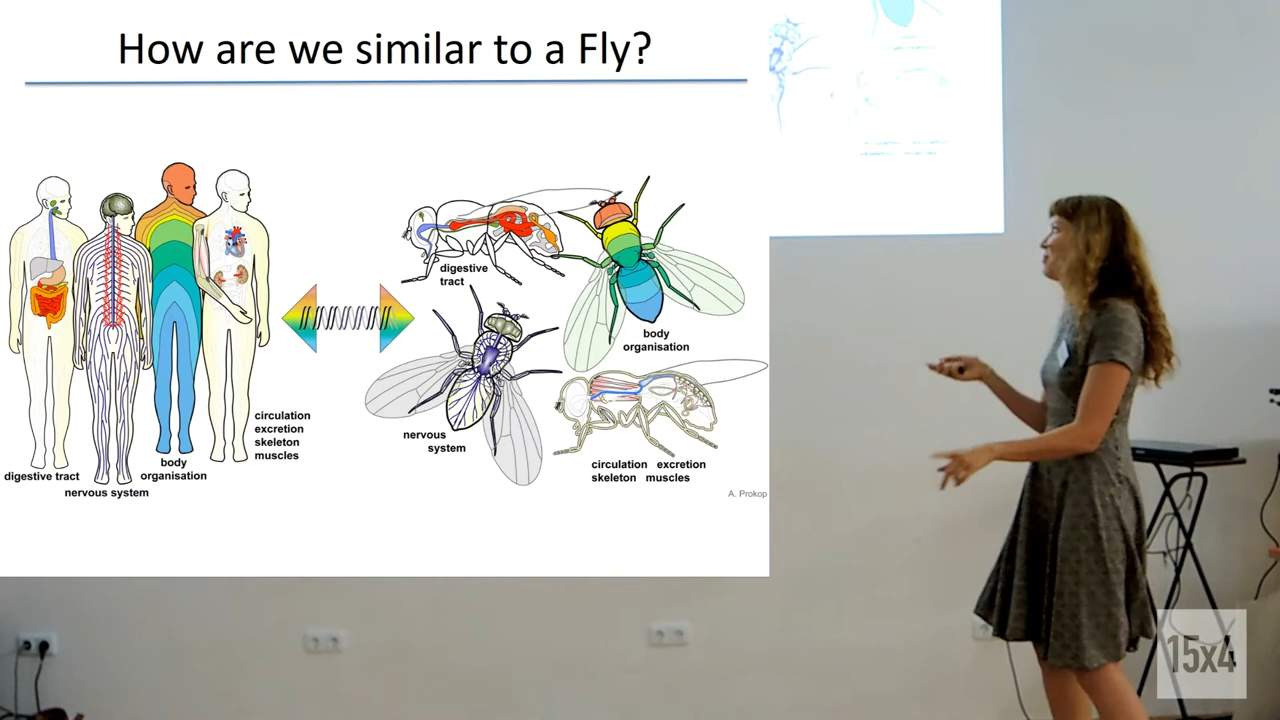 How are we similar to a Fly?
digestive tract
nervous system
body
organisation
circulation
excretion
skeleton
muscles
digestive
tract
body
organisation
nervous
system
circulation excretion
skeleton muscles
A. Prokop
15x4